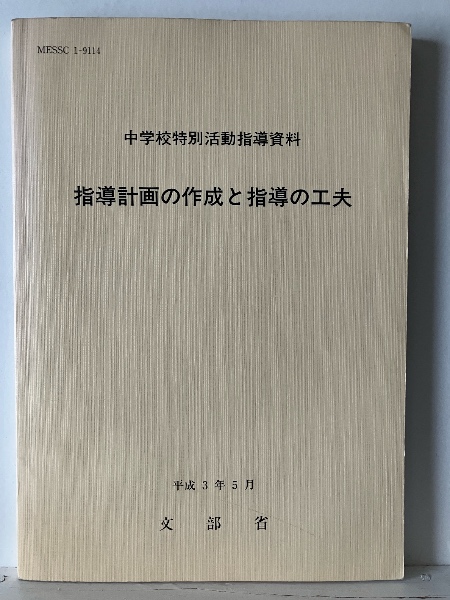 MESSC 1-9114
中学校特別活動指導資料
指導計画の作成と指導の工夫
平成 3 年 5 月
文部省